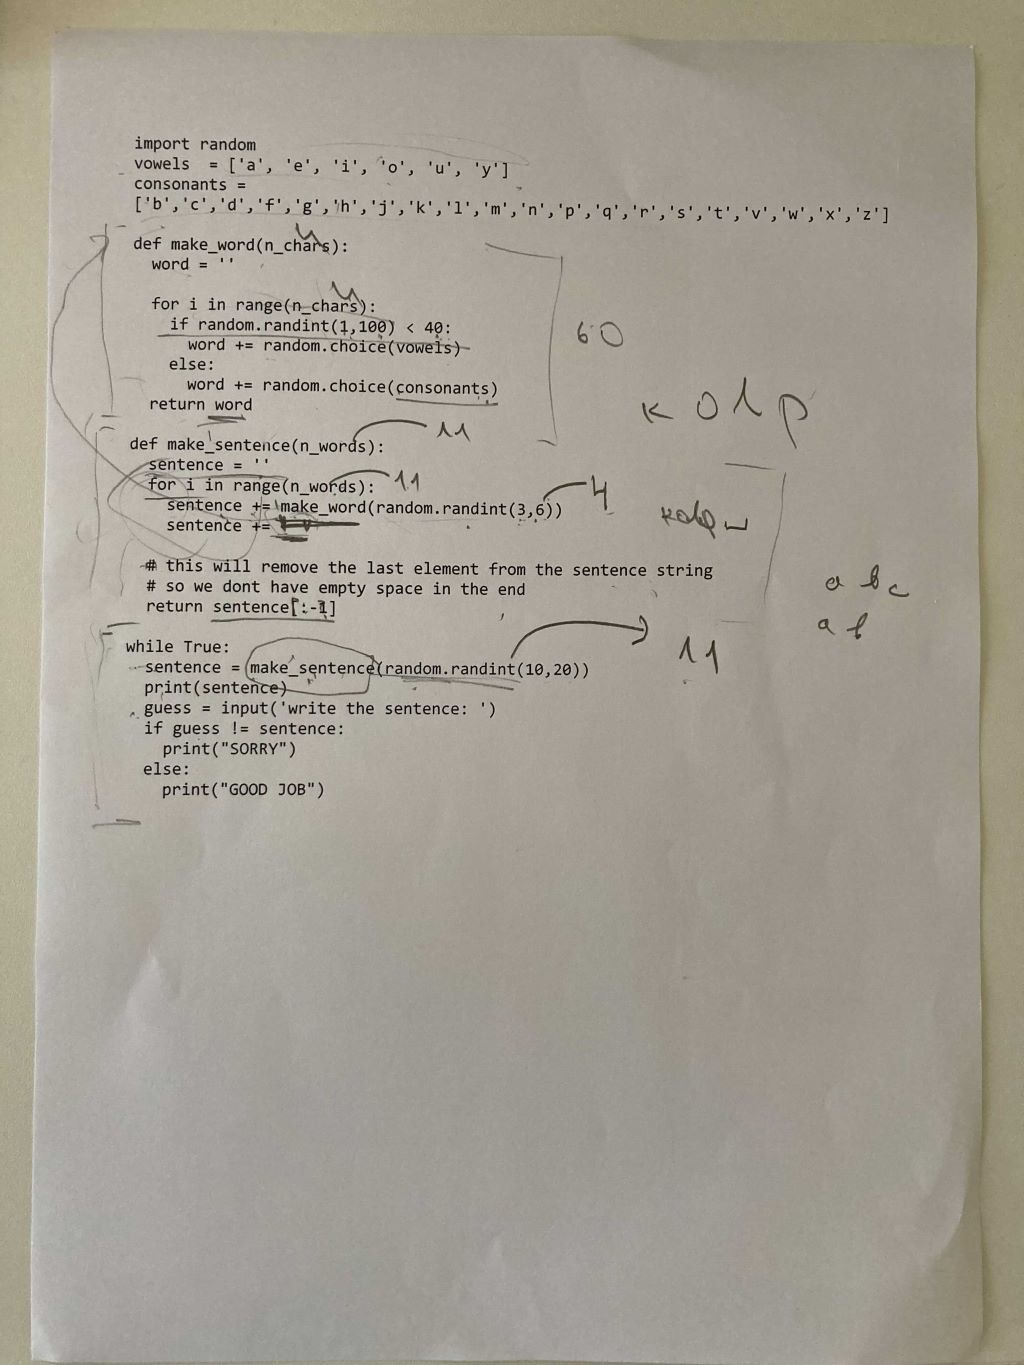 import random
vowels  = ['a', 'e', 'i', 'o', 'u', 'y']
consonants =
['b','c','d','f','g','h','j','k','l','m','n','p','q','r','s','t','v','w','x','z']
def make_word(n_chars):
word = ''
for i in range(n_chars):
if random.randint(1,100) < 40:
60
word += random.choice(vowels)
else:
word += random.choice(consonants)
return word
к о л р
11
def make_sentence(n_words):
sentence = ''
for i in range(n_words): 11
4
sentence += make_word(random.randint(3,6))
sentence +=
# this will remove the last element from the sentence string
# so we dont have empty space in the end
a b c
return sentence[:-1]
a b
while True:
11
sentence = make_sentence(random.randint(10,20))
print(sentence)
guess = input('write the sentence: ')
if guess != sentence:
print("SORRY")
else:
print("GOOD JOB")